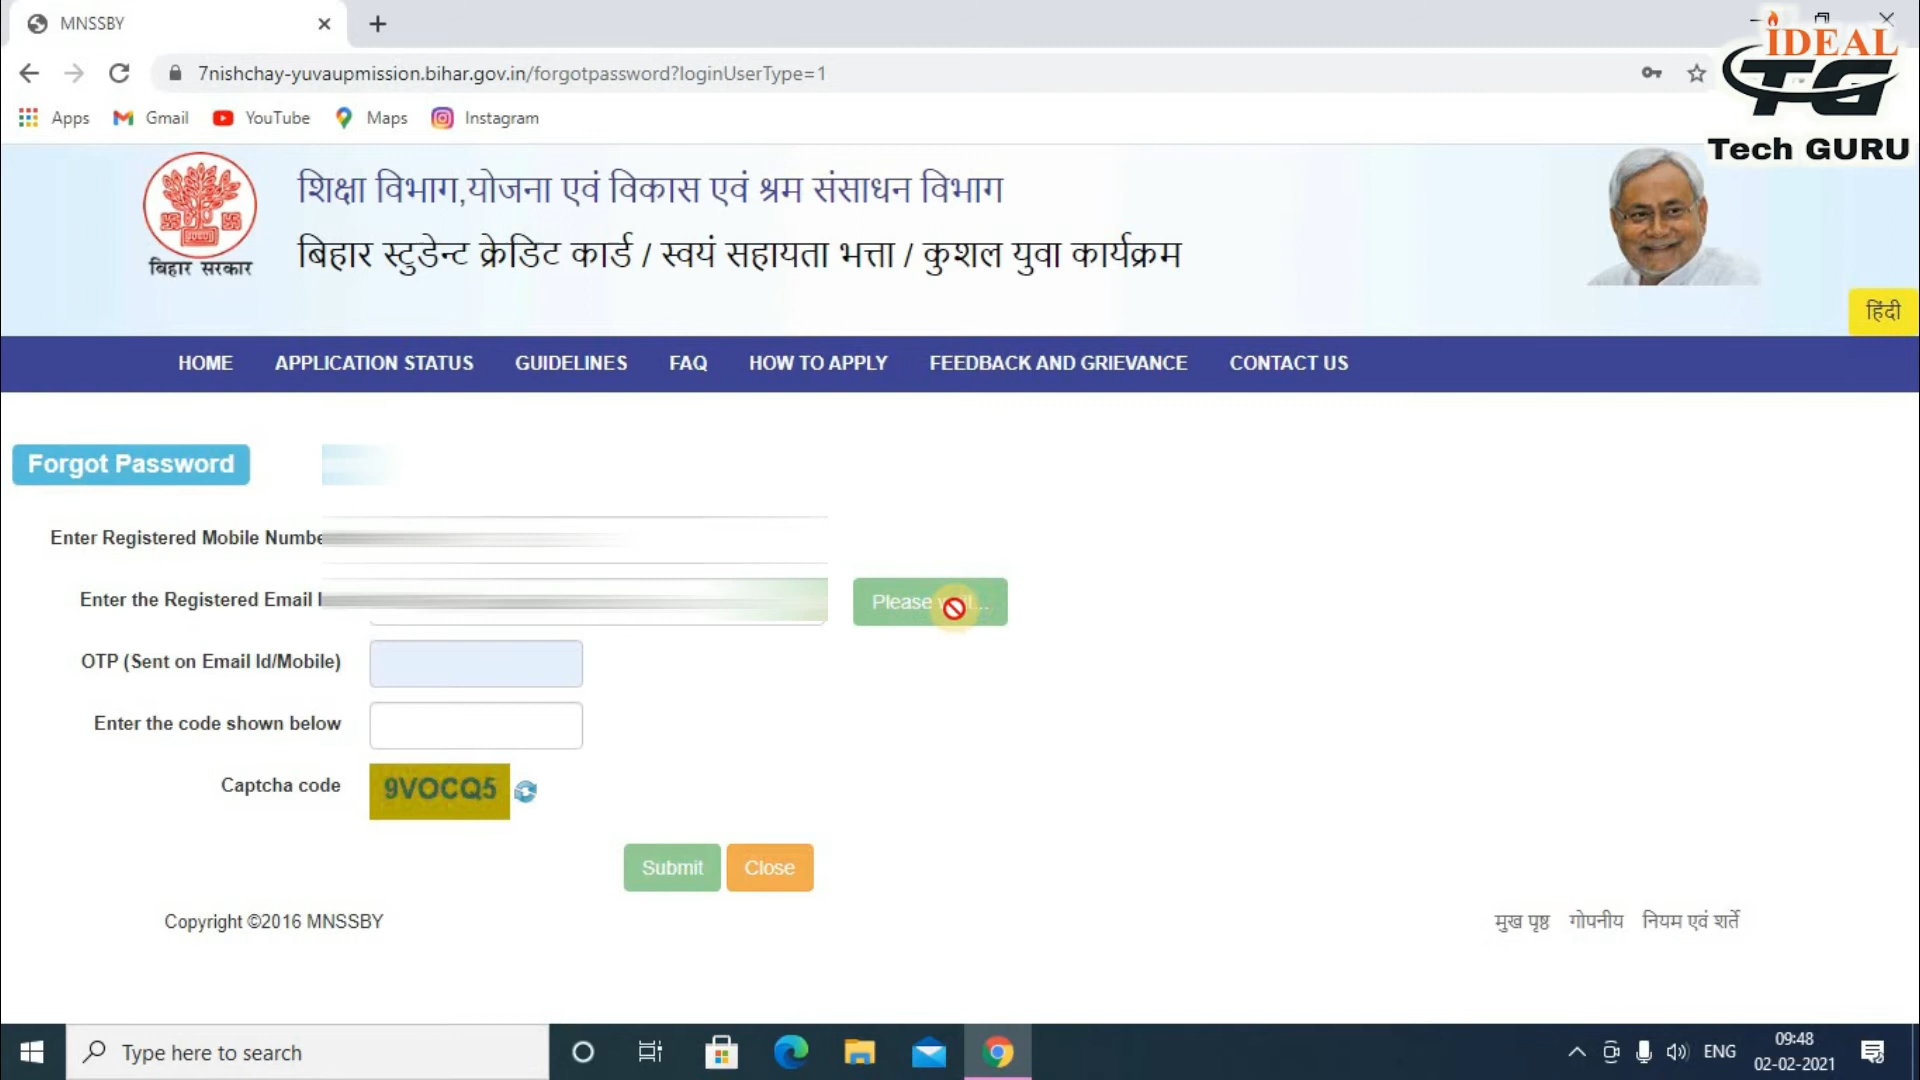 MNSSBY
7nishchay-yuvaupmission.bihar.gov.in/forgotpassword?loginUserType=1
Apps Gmail YouTube Maps Instagram
IDEAL
TG
Tech GURU
बिहार सरकार
शिक्षा विभाग,योजना एवं विकास एवं श्रम संसाधन विभाग
बिहार स्टुडेन्ट क्रेडिट कार्ड / स्वयं सहायता भत्ता / कुशल युवा कार्यक्रम
हिंदी
HOME APPLICATION STATUS GUIDELINES FAQ HOW TO APPLY FEEDBACK AND GRIEVANCE CONTACT US
Forgot Password
Enter Registered Mobile Numbe
Enter the Registered Email I
Please
OTP (Sent on Email Id/Mobile)
Enter the code shown below
Captcha code 9VOCQ5
Submit Close
Copyright ©2016 MNSSBY मुख पृष्ठ गोपनीय नियम एवं शर्ते
Type here to search ENG 09:48
02-02-2021